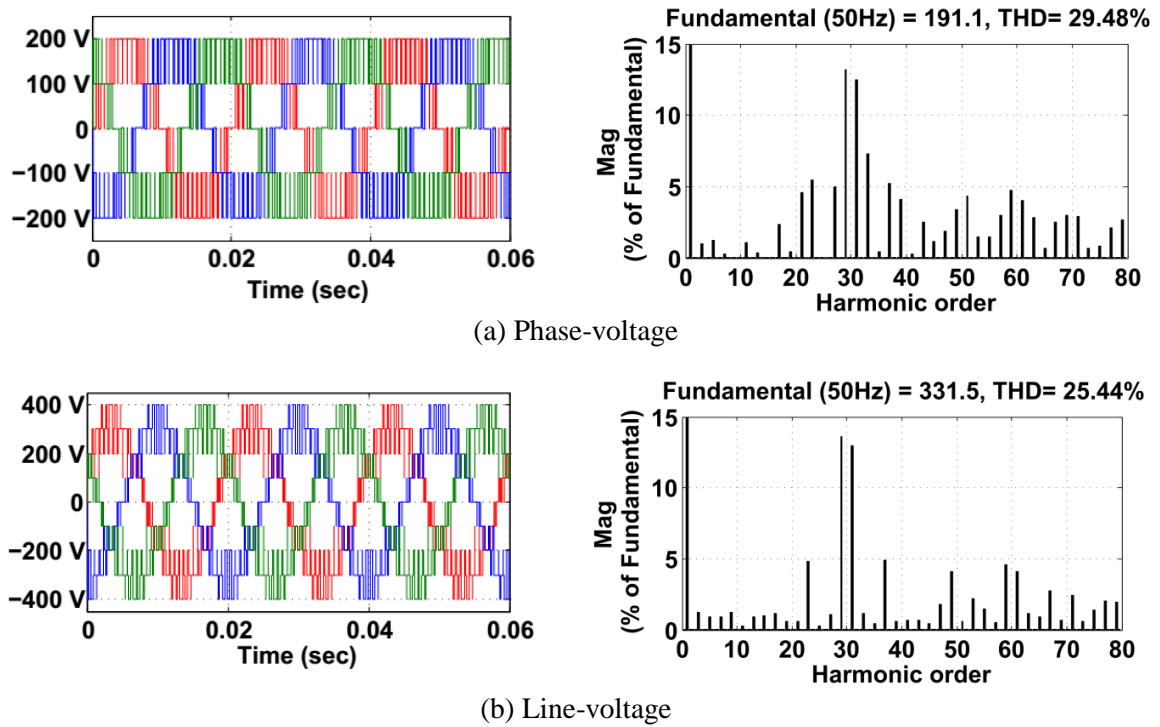 200 V
100 V
0
−100 V
−200 V
0 0.02 0.04 0.06
Time (sec)
Fundamental (50Hz) = 191.1, THD= 29.48%
Mag
(% of Fundamental)
15
10
5
0
0 10 20 30 40 50 60 70 80
Harmonic order
(a) Phase-voltage
400 V
200 V
0
−200 V
−400 V
0 0.02 0.04 0.06
Time (sec)
Fundamental (50Hz) = 331.5, THD= 25.44%
Mag
(% of Fundamental)
15
10
5
0
0 10 20 30 40 50 60 70 80
Harmonic order
(b) Line-voltage